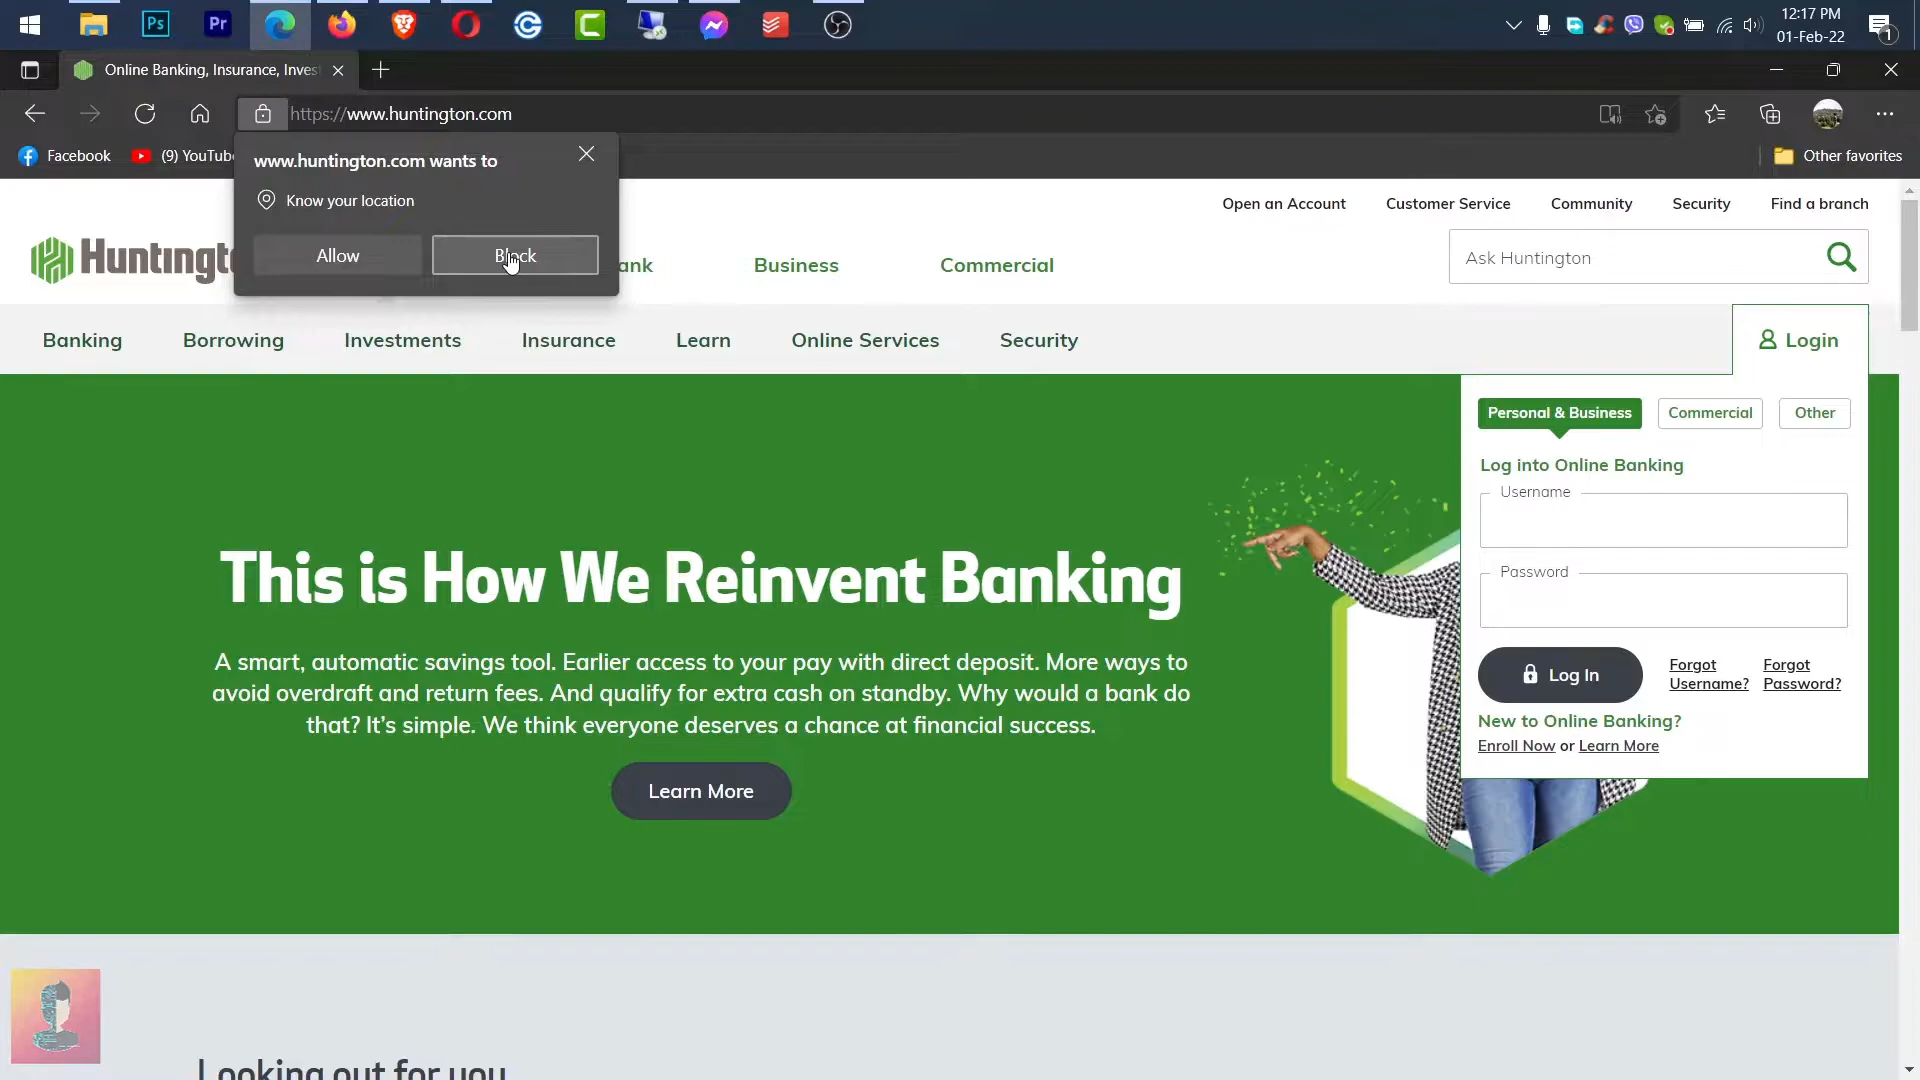 Ps
Pr
12:17 PM
01-Feb-22
1
Online Banking, Insurance, Inves
https://www.huntington.com
Facebook
(9) YouTub
Other favorites
www.huntington.com wants to
Know your location
Allow
Block
Open an Account
Customer Service
Community
Security
Find a branch
Huntingt
ank
Business
Commercial
Ask Huntington
Banking
Borrowing
Investments
Insurance
Learn
Online Services
Security
Login
Personal & Business
Commercial
Other
Log into Online Banking
Username
Password
Log In
Forgot
Username?
Forgot
Password?
New to Online Banking?
Enroll Now or Learn More
This is How We Reinvent Banking
A smart, automatic savings tool. Earlier access to your pay with direct deposit. More ways to
avoid overdraft and return fees. And qualify for extra cash on standby. Why would a bank do
that? It’s simple. We think everyone deserves a chance at financial success.
Learn More
Looking out for you